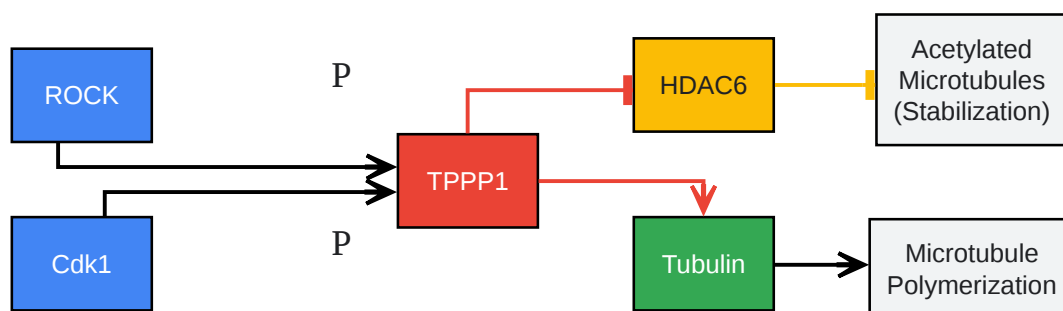 ROCK
P
HDAC6
Acetylated
Microtubules
(Stabilization)
TPPP1
Cdk1
P
Tubulin
Microtubule
Polymerization